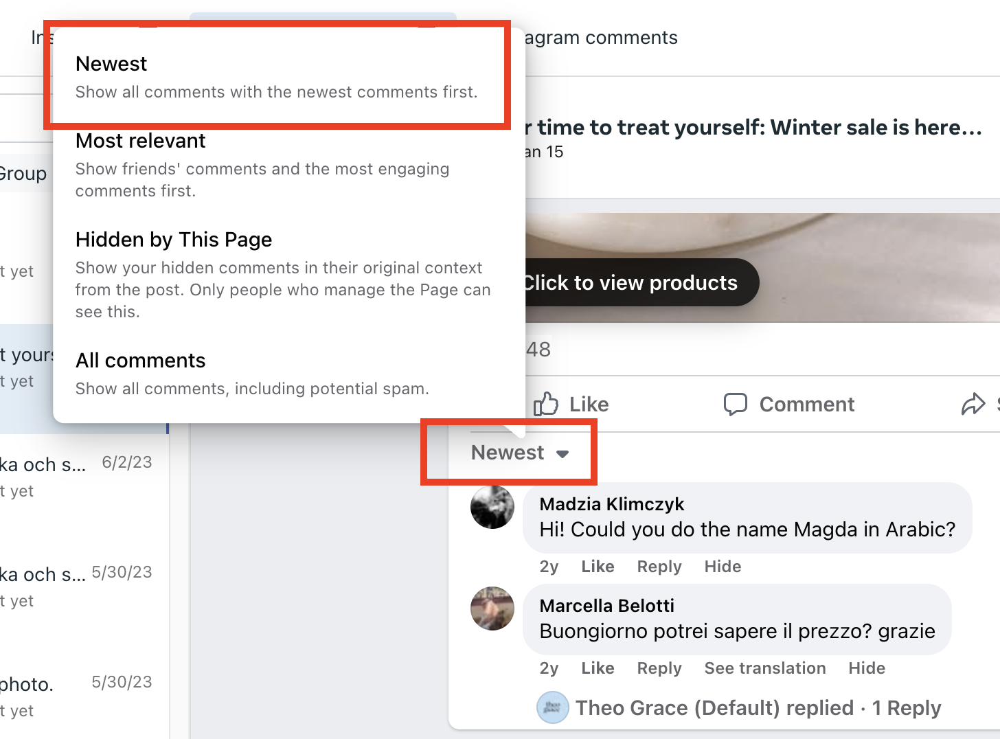 agram comments
Newest
Show all comments with the newest comments first.
Most relevant
Show friends' comments and the most engaging
comments first.
Hidden by This Page
Show your hidden comments in their original context
from the post. Only people who manage the Page can
see this.
All comments
Show all comments, including potential spam.
Group
t yet
t yours
t yet
ka och s... 6/2/23
t yet
ka och s... 5/30/23
t yet
photo. 5/30/23
t yet
r time to treat yourself: Winter sale is here...
an 15
Click to view products
48
Like Comment
Newest
Madzia Klimczyk
Hi! Could you do the name Magda in Arabic?
2y Like Reply Hide
Marcella Belotti
Buongiorno potrei sapere il prezzo? grazie
2y Like Reply See translation Hide
theo
grace
Theo Grace (Default) replied · 1 Reply